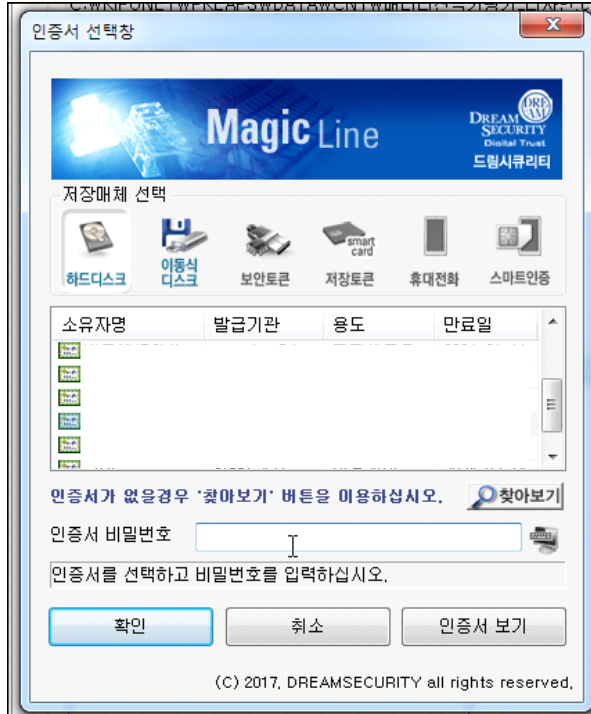 인증서 선택창
Magic Line
DREAM
SECURITY
Digital Trust
드림시큐리티
저장매체 선택
하드디스크
이동식
디스크
보안토큰
smart
card
저장토큰
휴대전화
스마트인증
소유자명 발급기관 용도 만료일
인증서가 없을경우 '찾아보기' 버튼을 이용하십시오.
찾아보기
인증서 비밀번호
인증서를 선택하고 비밀번호를 입력하십시오.
확인
취소
인증서 보기
(C) 2017, DREAMSECURITY all rights reserved.